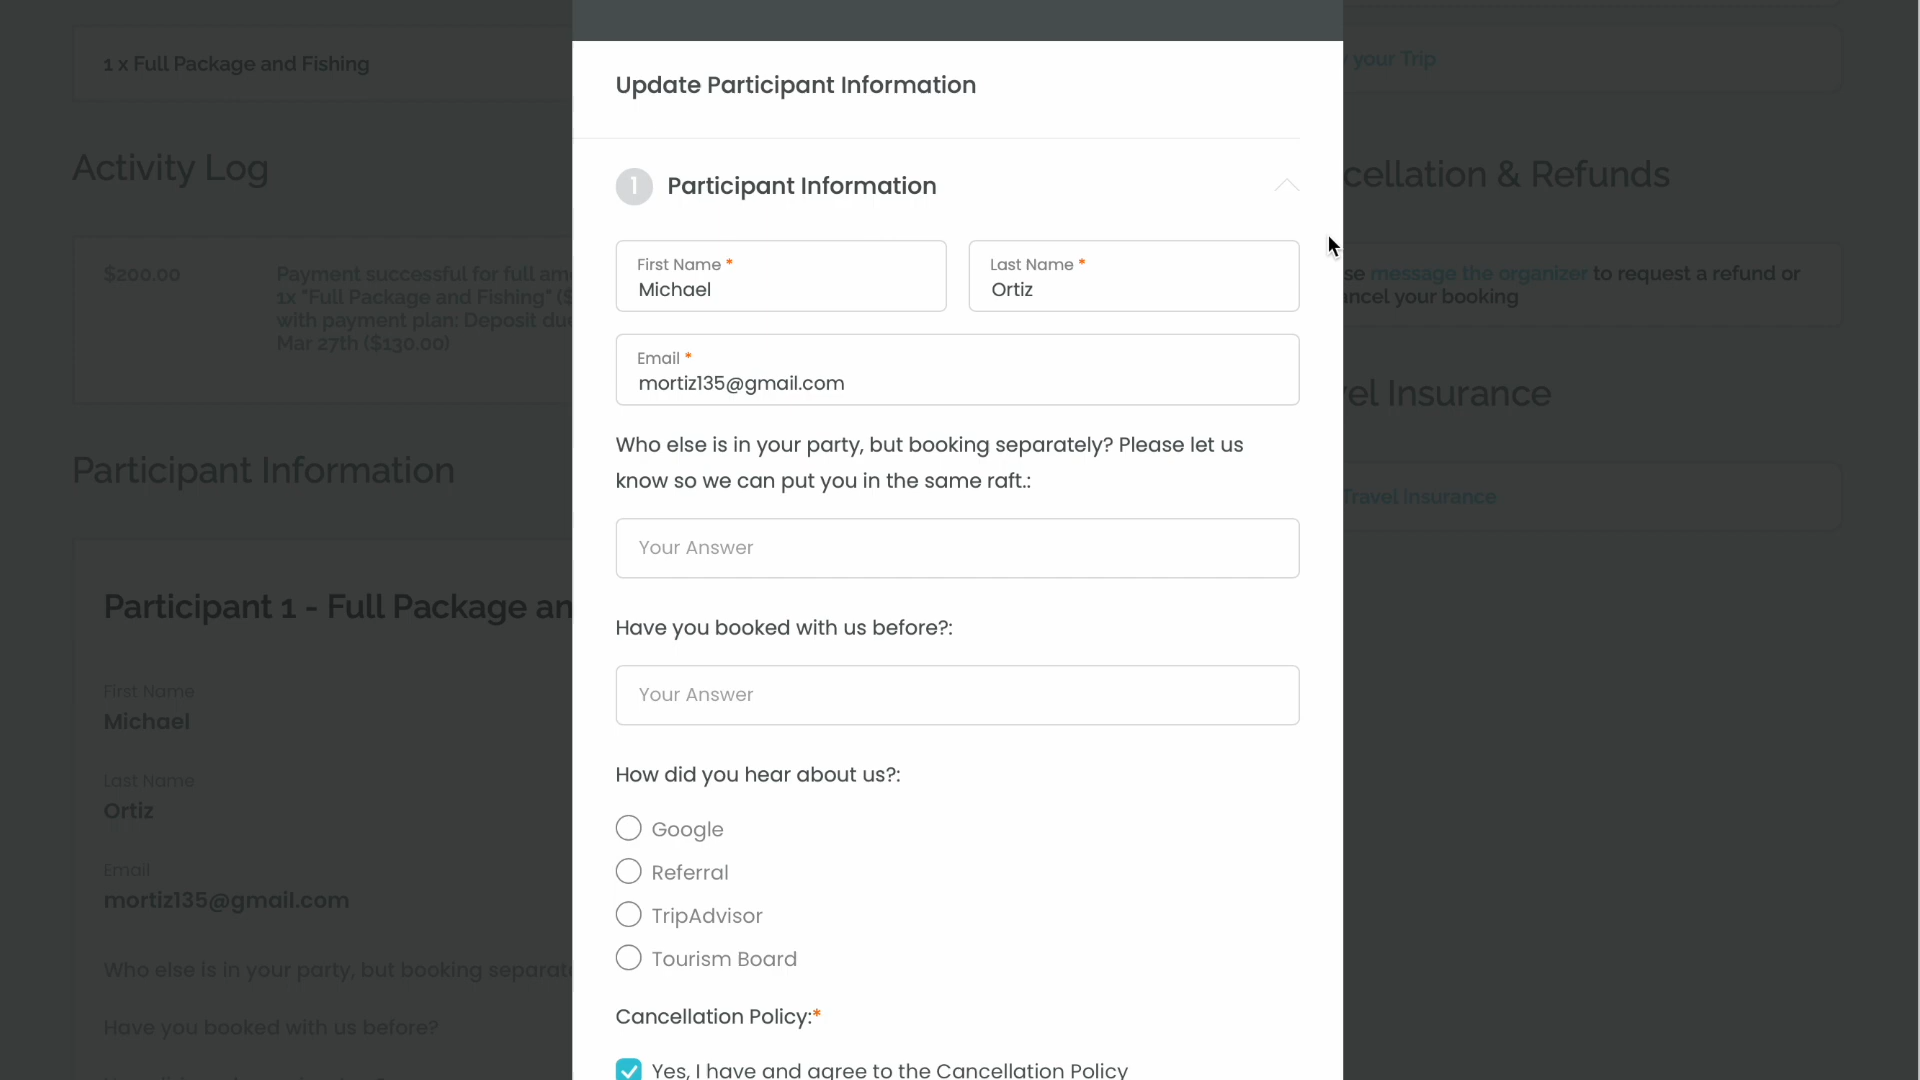 1 x Full Package and Fishing
Activity Log
$200.00
Payment successful for full am
1x "Full Package and Fishing" ($
with payment plan: Deposit du
Mar 27th ($130.00)
Participant Information
Participant 1 - Full Package an
First Name
Michael
Last Name
Ortiz
Email
mortiz135@gmail.com
Who else is in your party, but booking separat
Have you booked with us before?
Update Participant Information
1 Participant Information
First Name *
Michael
Last Name *
Ortiz
Email *
mortiz135@gmail.com
Who else is in your party, but booking separately? Please let us
know so we can put you in the same raft.:
Your Answer
Have you booked with us before?:
Your Answer
How did you hear about us?:
Google
Referral
TripAdvisor
Tourism Board
Cancellation Policy:*
Yes, I have and agree to the Cancellation Policy
your Trip
cellation & Refunds
se message the organizer to request a refund or
ancel your booking
el Insurance
Travel Insurance